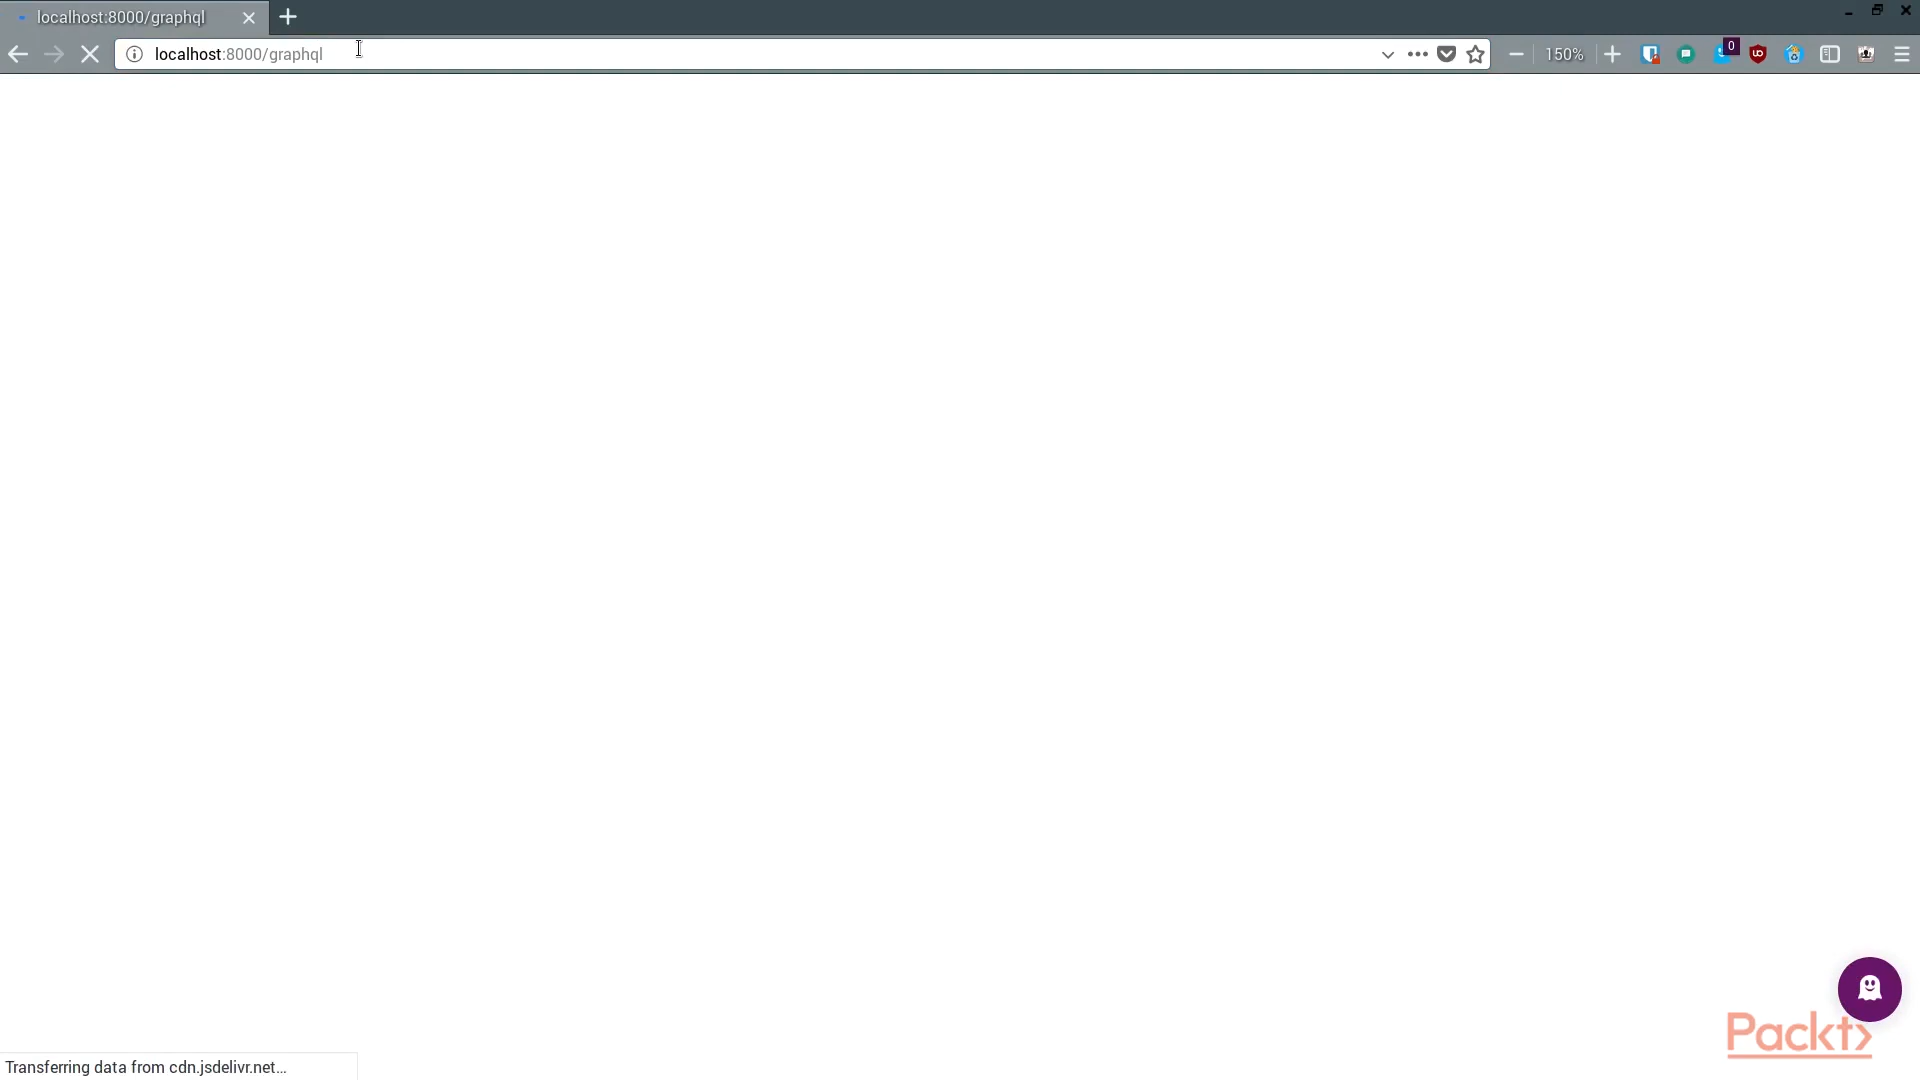 localhost:8000/graphql
localhost:8000/graphql
150%
0
Packt
Transferring data from cdn.jsdelivr.net...